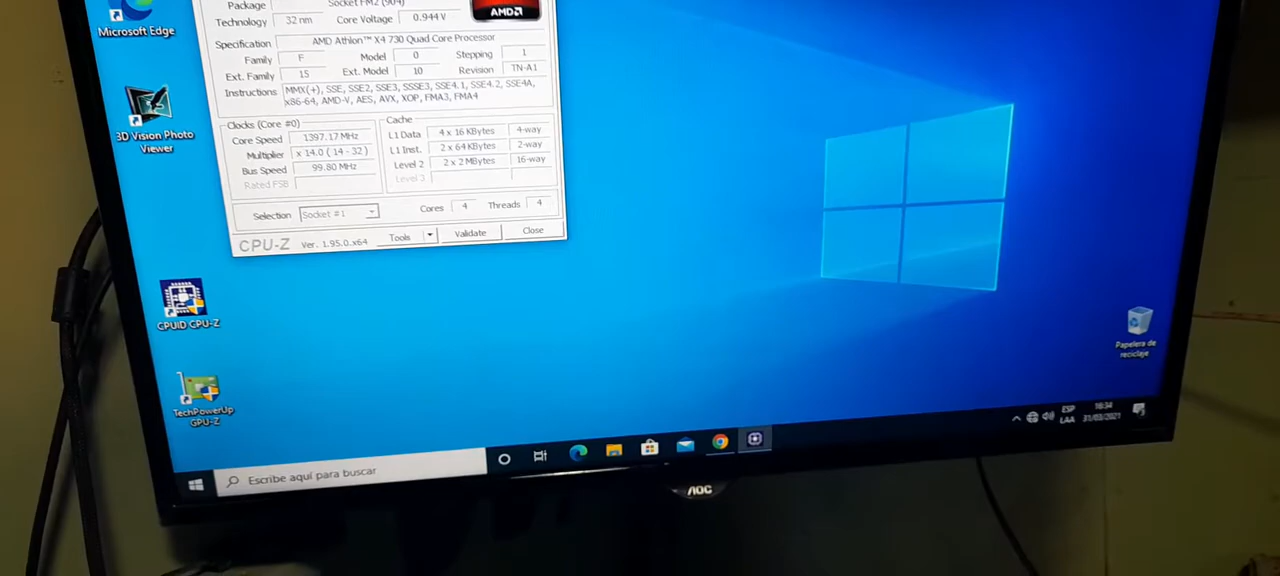 Microsoft Edge
3D Vision Photo
Viewer
CPUID CPU-Z
TechPowerUp
GPU-Z
Package Socket FM2 (904)
Technology 32 nm Core Voltage 0.944 V
AMD
Specification AMD Athlon™ X4 730 Quad Core Processor
Family F Model 0 Stepping 1
Ext. Family 15 Ext. Model 10 Revision TN-A1
Instructions MMX(+), SSE, SSE2, SSE3, SSSE3, SSE4.1, SSE4.2, SSE4A,
x86-64, AMD-V, AES, AVX, XOP, FMA3, FMA4
Clocks (Core #0)
Core Speed 1397.17 MHz
Multiplier x 14.0 ( 14 - 32 )
Bus Speed 99.80 MHz
Rated FSB
Cache
L1 Data 4 x 16 KBytes 4-way
L1 Inst. 2 x 64 KBytes 2-way
Level 2 2 x 2 MBytes 16-way
Level 3
Selection Socket #1 Cores 4 Threads 4
CPU-Z Ver. 1.95.0.x64 Tools Validate Close
Papelera de
reciclaje
Escribe aquí para buscar
ESP
LAA
16:34
31/03/2021
AOC